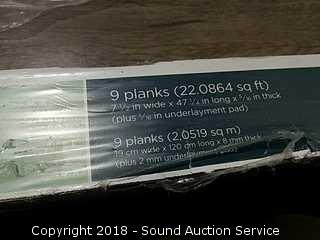 9 planks (22.0864 sq ft)
7 1/2 in wide x 47 1/4 in long x 5/16 in thick
(plus 5/16 in underlayment pad)
9 planks (2.0519 sq m)
19 cm wide x 120 cm long x 8 mm thick
(plus 2 mm underlayment pad)
Copyright 2018 - Sound Auction Service